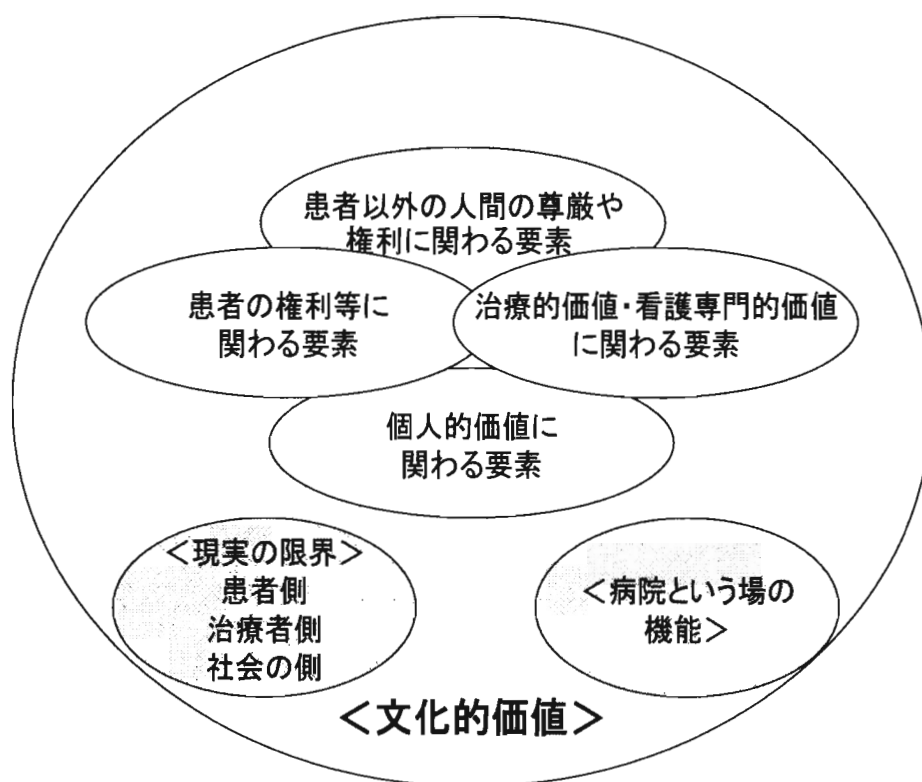 患者以外の人間の尊厳や
権利に関わる要素
患者の権利等に
関わる要素
治療的価値・看護専門的価値
に関わる要素
個人的価値に
関わる要素
<現実の限界>
患者側
治療者側
社会の側
<病院という場の
機能>
<文化的価値>